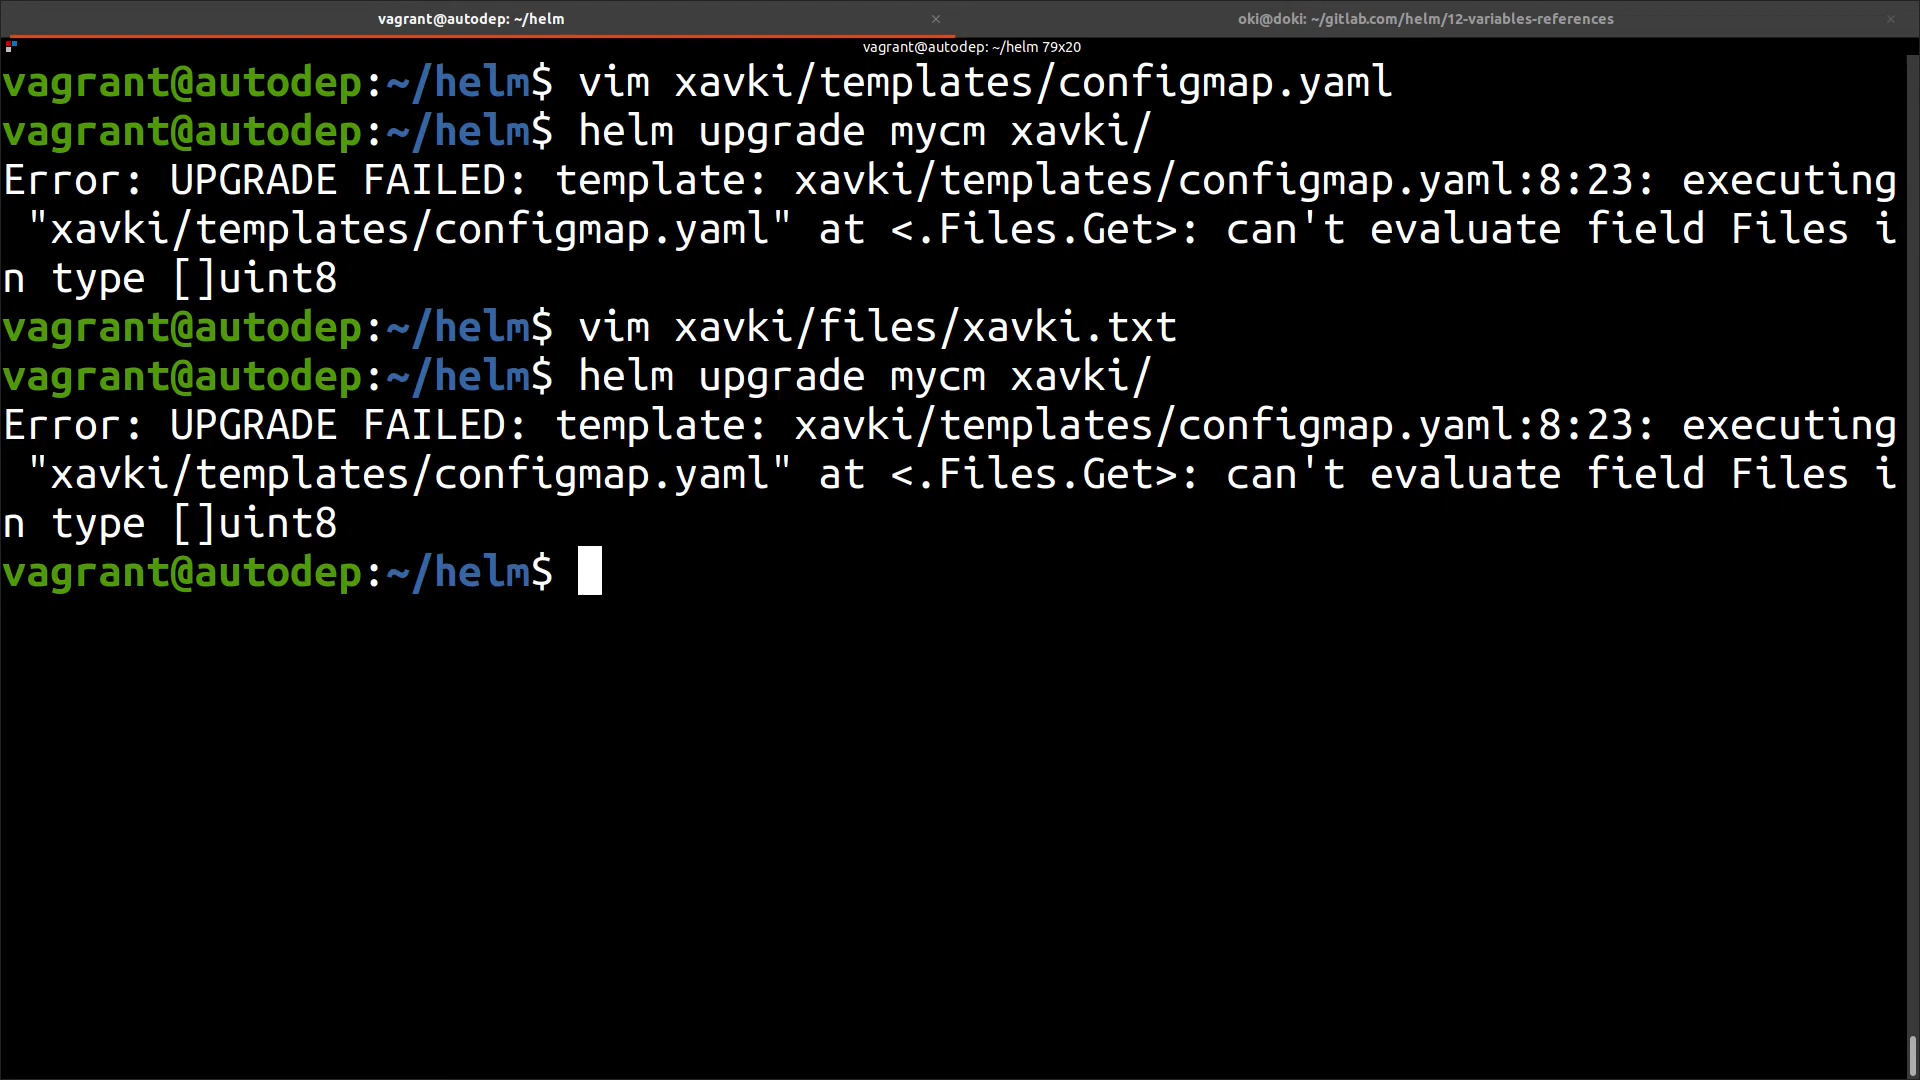 vagrant@autodep: ~/helm × oki@doki: ~/gitlab.com/helm/12-variables-references ×
vagrant@autodep: ~/helm 79x20
vagrant@autodep:~/helm$ vim xavki/templates/configmap.yaml
vagrant@autodep:~/helm$ helm upgrade mycm xavki/
Error: UPGRADE FAILED: template: xavki/templates/configmap.yaml:8:23: executing
"xavki/templates/configmap.yaml" at <.Files.Get>: can't evaluate field Files i
n type []uint8
vagrant@autodep:~/helm$ vim xavki/files/xavki.txt
vagrant@autodep:~/helm$ helm upgrade mycm xavki/
Error: UPGRADE FAILED: template: xavki/templates/configmap.yaml:8:23: executing
"xavki/templates/configmap.yaml" at <.Files.Get>: can't evaluate field Files i
n type []uint8
vagrant@autodep:~/helm$